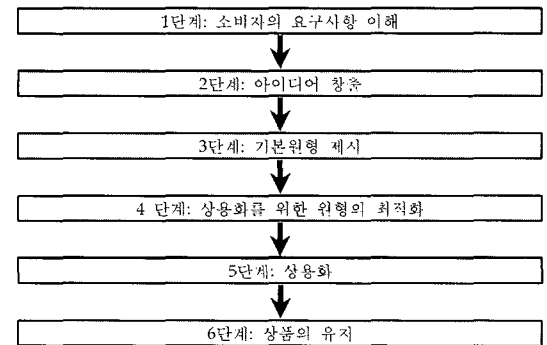 1단계: 소비자의 요구사항 이해
2단계: 아이디어 창출
3단계: 기본원형 제시
4 단계: 상용화를 위한 원형의 최적화
5단계: 상용화
6단계: 상품의 유지